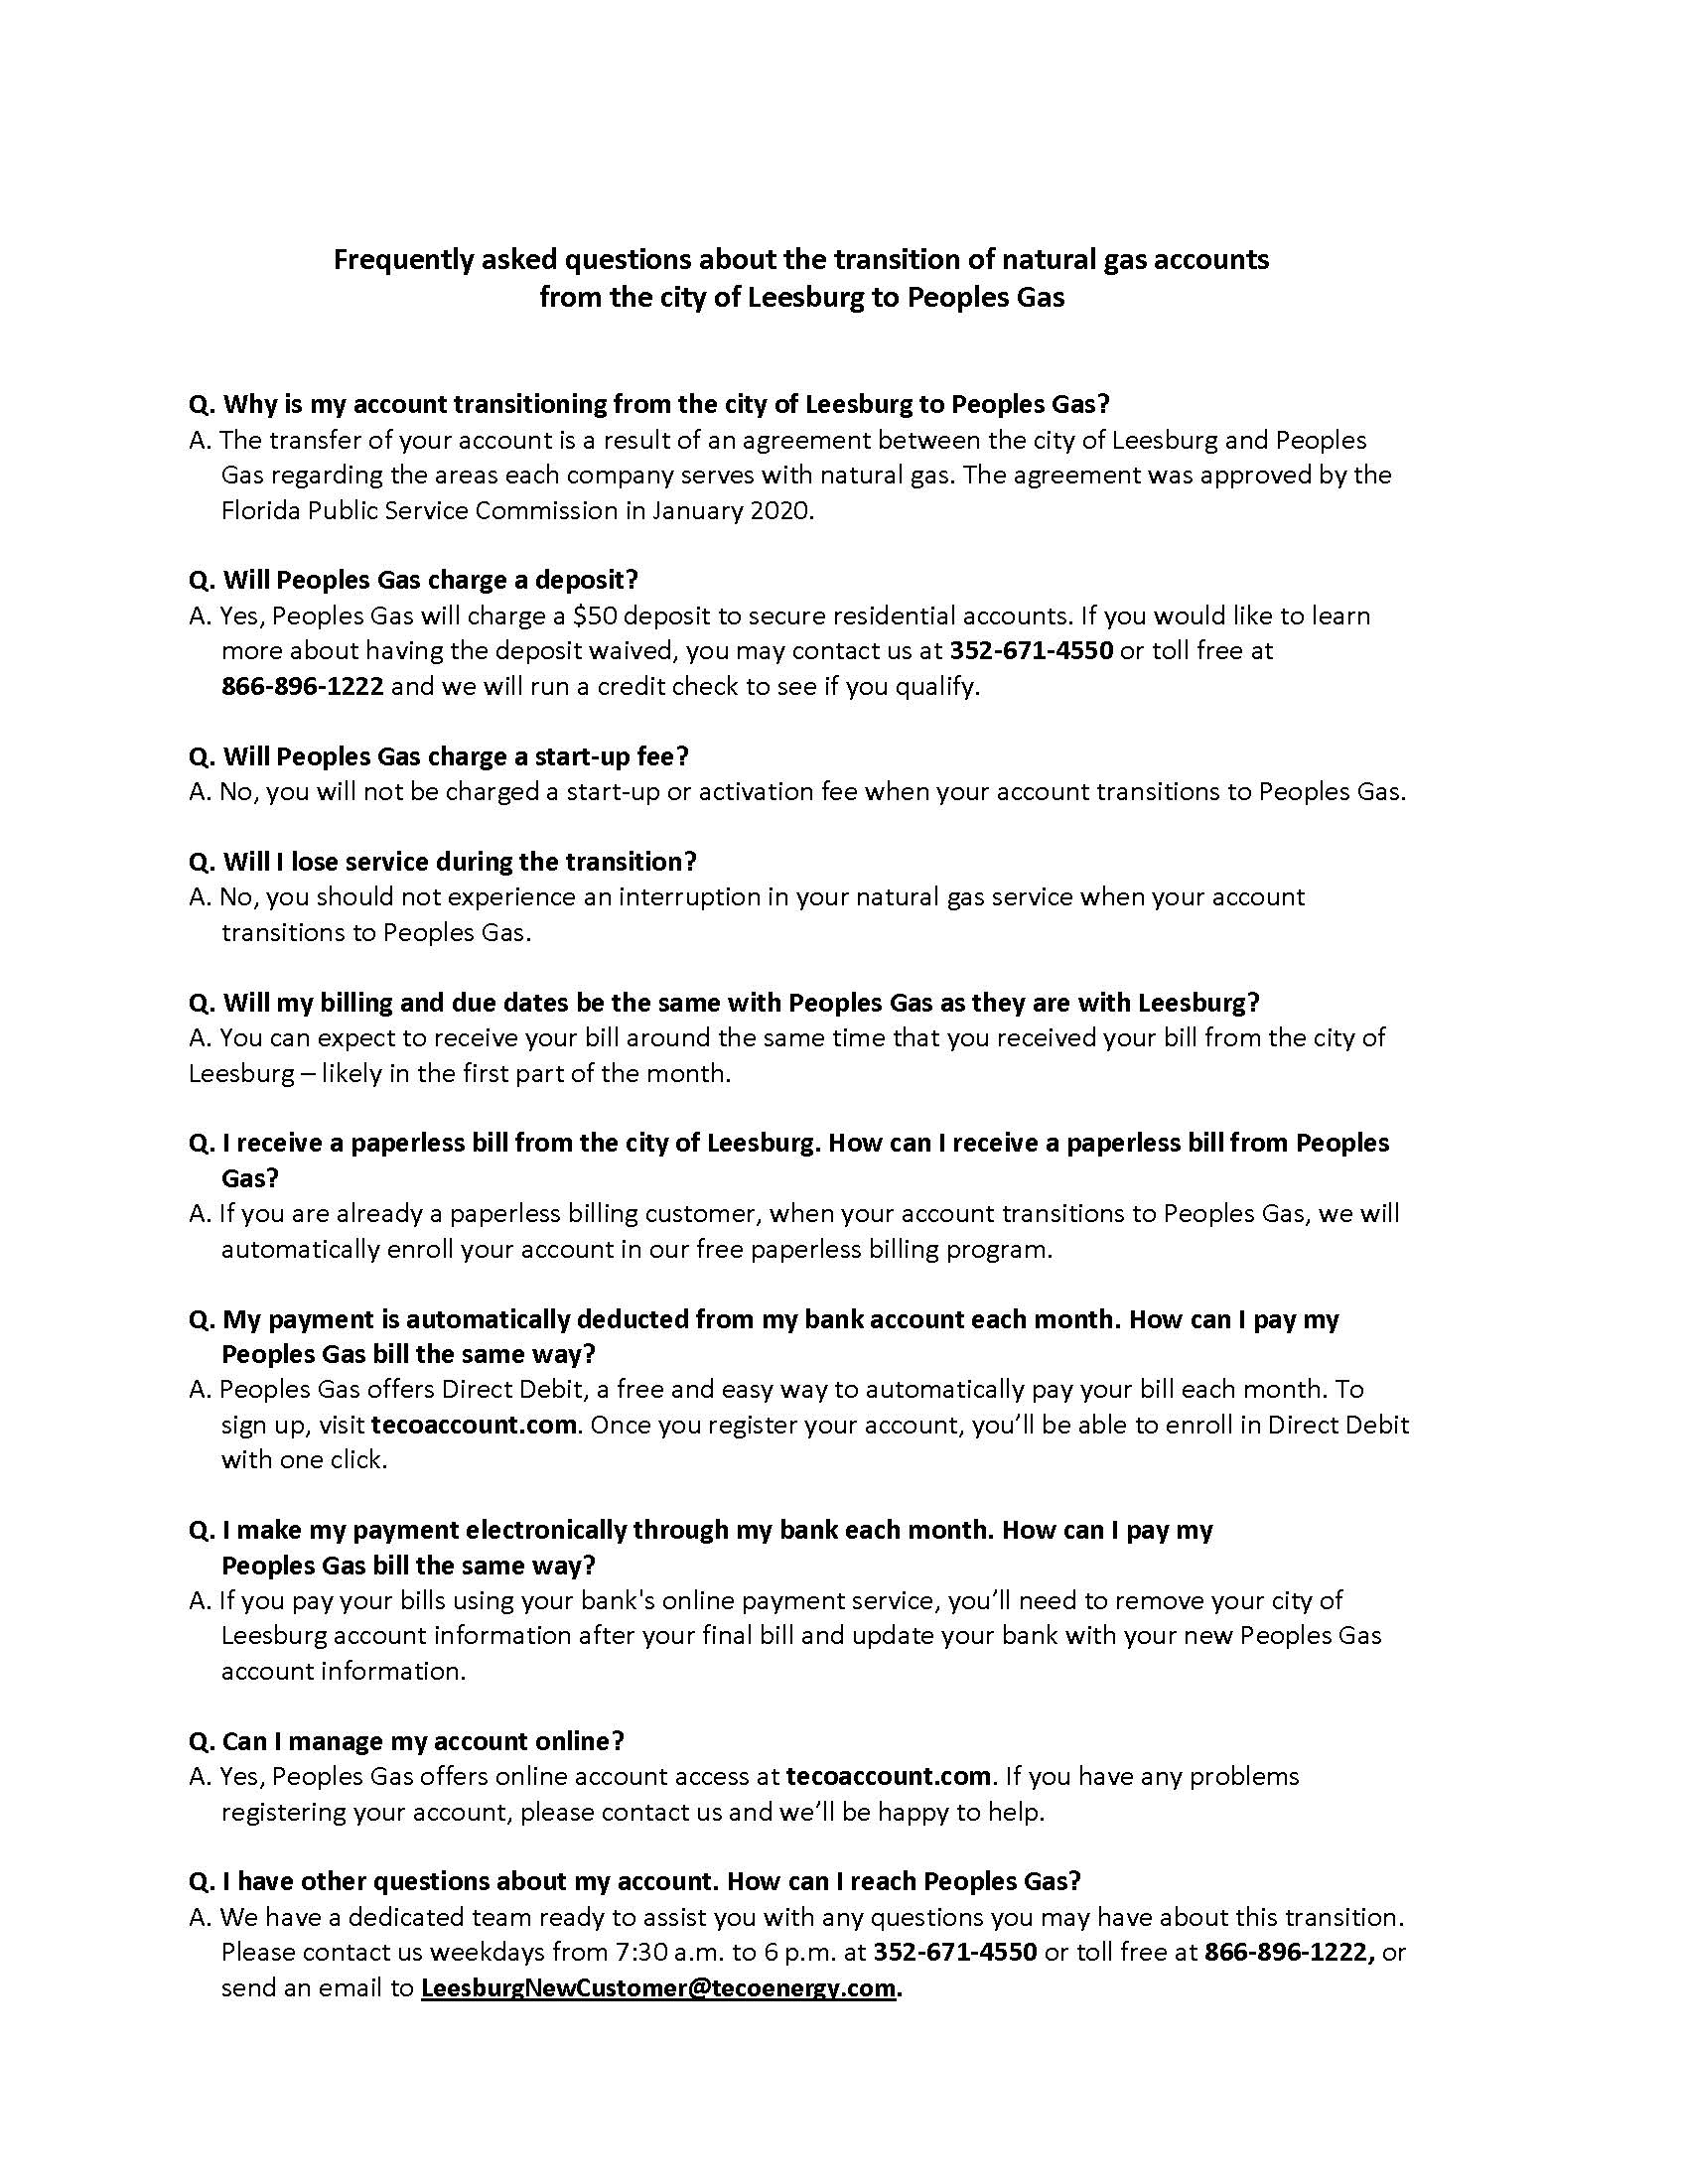 Frequently asked questions about the transition of natural gas accounts
from the city of Leesburg to Peoples Gas
Q. Why is my account transitioning from the city of Leesburg to Peoples Gas?
A. The transfer of your account is a result of an agreement between the city of Leesburg and Peoples
Gas regarding the areas each company serves with natural gas. The agreement was approved by the
Florida Public Service Commission in January 2020.
Q. Will Peoples Gas charge a deposit?
A. Yes, Peoples Gas will charge a $50 deposit to secure residential accounts. If you would like to learn
more about having the deposit waived, you may contact us at 352-671-4550 or toll free at
866-896-1222 and we will run a credit check to see if you qualify.
Q. Will Peoples Gas charge a start-up fee?
A. No, you will not be charged a start-up or activation fee when your account transitions to Peoples Gas.
Q. Will I lose service during the transition?
A. No, you should not experience an interruption in your natural gas service when your account
transitions to Peoples Gas.
Q. Will my billing and due dates be the same with Peoples Gas as they are with Leesburg?
A. You can expect to receive your bill around the same time that you received your bill from the city of
Leesburg – likely in the first part of the month.
Q. I receive a paperless bill from the city of Leesburg. How can I receive a paperless bill from Peoples
Gas?
A. If you are already a paperless billing customer, when your account transitions to Peoples Gas, we will
automatically enroll your account in our free paperless billing program.
Q. My payment is automatically deducted from my bank account each month. How can I pay my
Peoples Gas bill the same way?
A. Peoples Gas offers Direct Debit, a free and easy way to automatically pay your bill each month. To
sign up, visit tecoaccount.com. Once you register your account, you’ll be able to enroll in Direct Debit
with one click.
Q. I make my payment electronically through my bank each month. How can I pay my
Peoples Gas bill the same way?
A. If you pay your bills using your bank's online payment service, you’ll need to remove your city of
Leesburg account information after your final bill and update your bank with your new Peoples Gas
account information.
Q. Can I manage my account online?
A. Yes, Peoples Gas offers online account access at tecoaccount.com. If you have any problems
registering your account, please contact us and we’ll be happy to help.
Q. I have other questions about my account. How can I reach Peoples Gas?
A. We have a dedicated team ready to assist you with any questions you may have about this transition.
Please contact us weekdays from 7:30 a.m. to 6 p.m. at 352-671-4550 or toll free at 866-896-1222, or
send an email to LeesburgNewCustomer@tecoenergy.com.